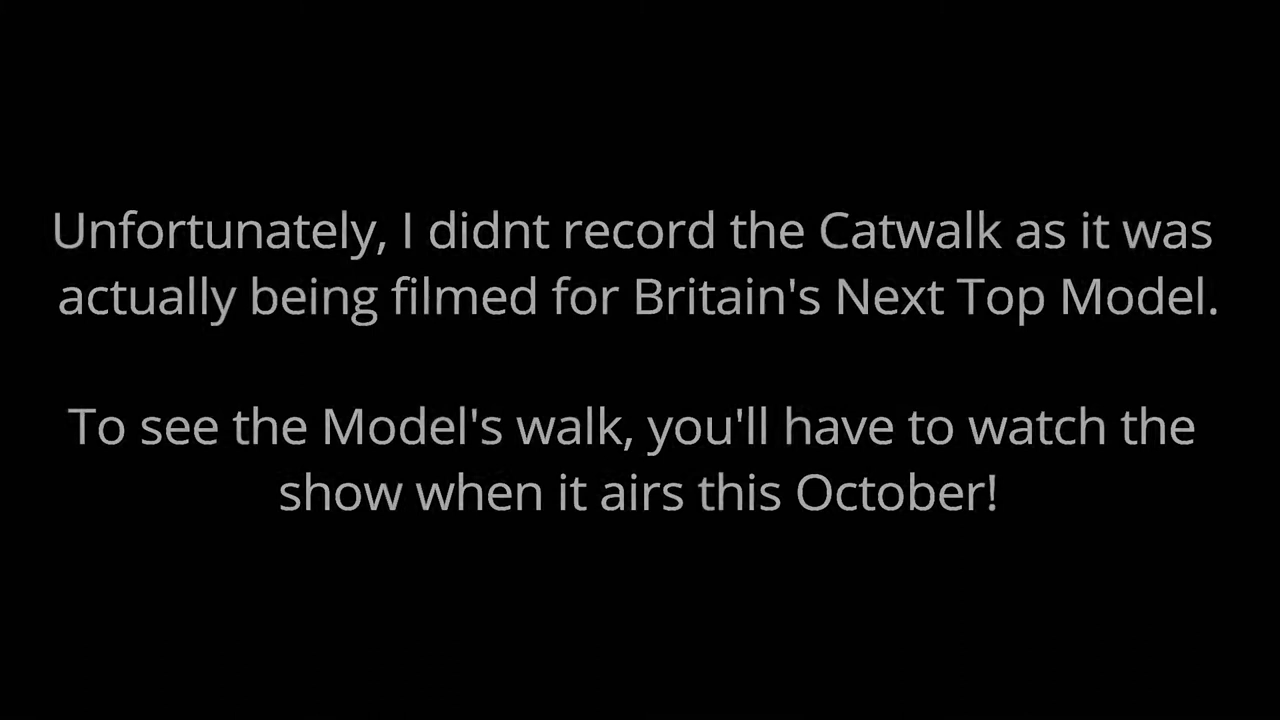 Unfortunately, I didnt record the Catwalk as it was
actually being filmed for Britain's Next Top Model.
To see the Model's walk, you'll have to watch the
show when it airs this October!